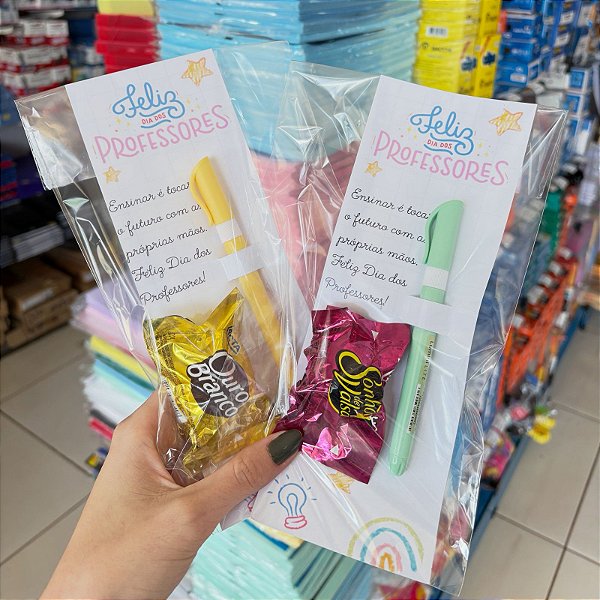 Feliz
DIA DOS
PROFESSORES
Ensinar é tocar
o futuro com as
próprias mãos.
Feliz Dia dos
Professores!
Ouro
Branco
Feliz
DIA DOS
PROFESSORES
Ensinar é tocar
o futuro com as
próprias mãos.
Feliz Dia dos
Professores!
Sonho
de
Valsa